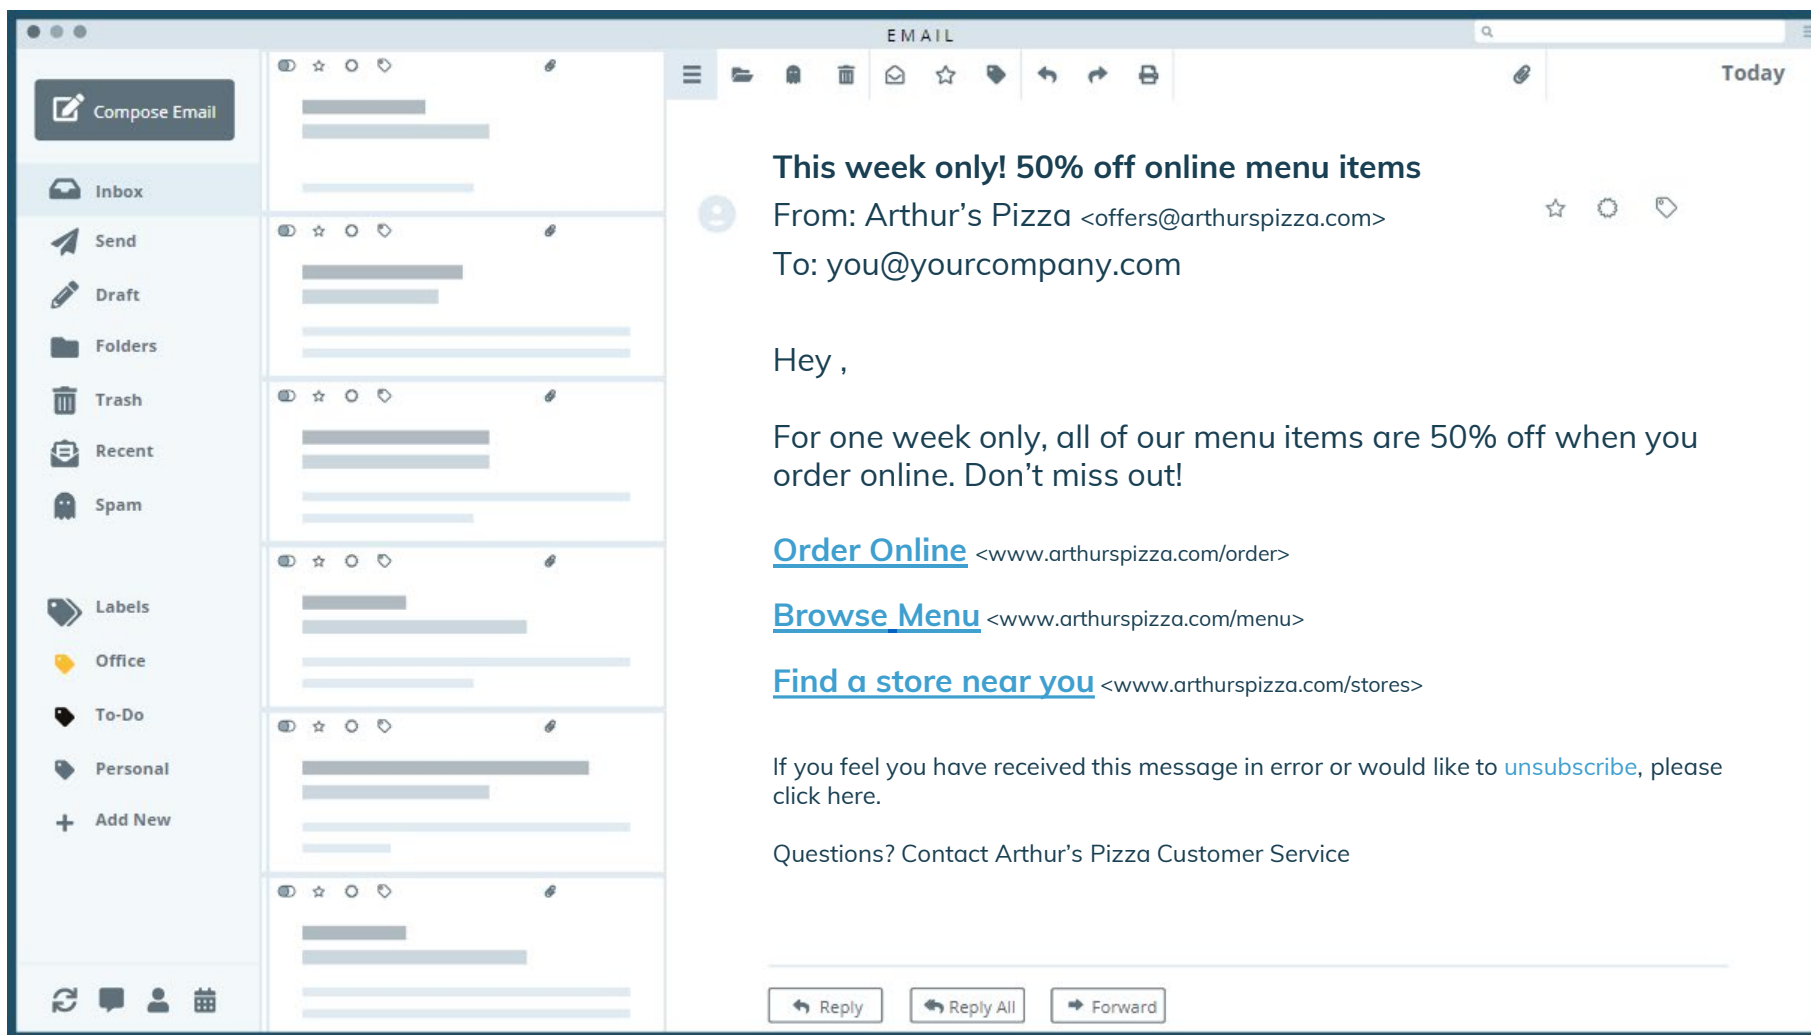 EMAIL
Compose Email
Inbox
Send
Draft
Folders
Trash
Recent
Spam
Labels
Office
To-Do
Personal
Add New
Today
This week only! 50% off online menu items
From: Arthur’s Pizza <offers@arthurspizza.com>
To: you@yourcompany.com
Hey ,
For one week only, all of our menu items are 50% off when you
order online. Don’t miss out!
Order Online <www.arthurspizza.com/order>
Browse Menu <www.arthurspizza.com/menu>
Find a store near you <www.arthurspizza.com/stores>
If you feel you have received this message in error or would like to unsubscribe, please
click here.
Questions? Contact Arthur’s Pizza Customer Service
Reply
Reply All
Forward